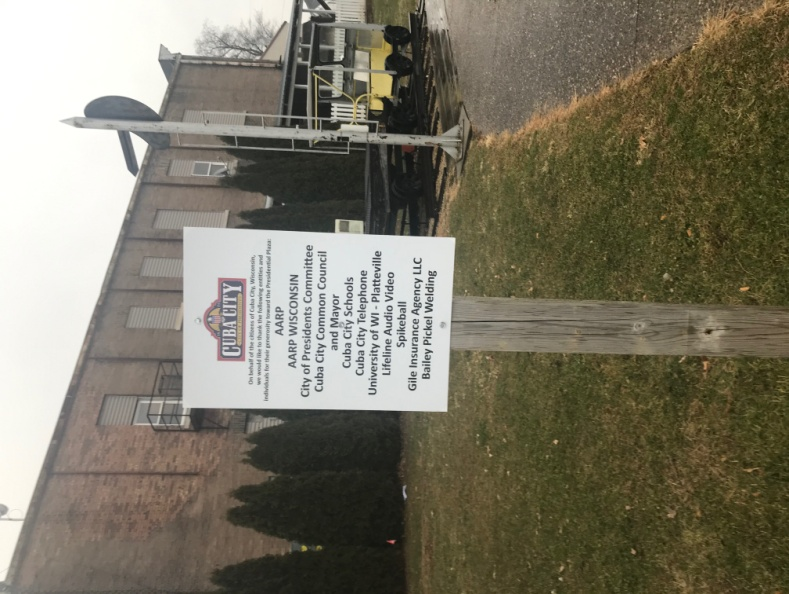 CUBA CITY
On behalf of the citizens of Cuba City, Wisconsin,
we would like to thank the following entities and
individuals for their generosity toward the Presidential Plaza:
AARP
AARP WISCONSIN
City of Presidents Committee
Cuba City Common Council
and Mayor
Cuba City Schools
Cuba City Telephone
University of WI - Platteville
Lifeline Audio Video
Spikeball
Gile Insurance Agency LLC
Bailey Pickel Welding